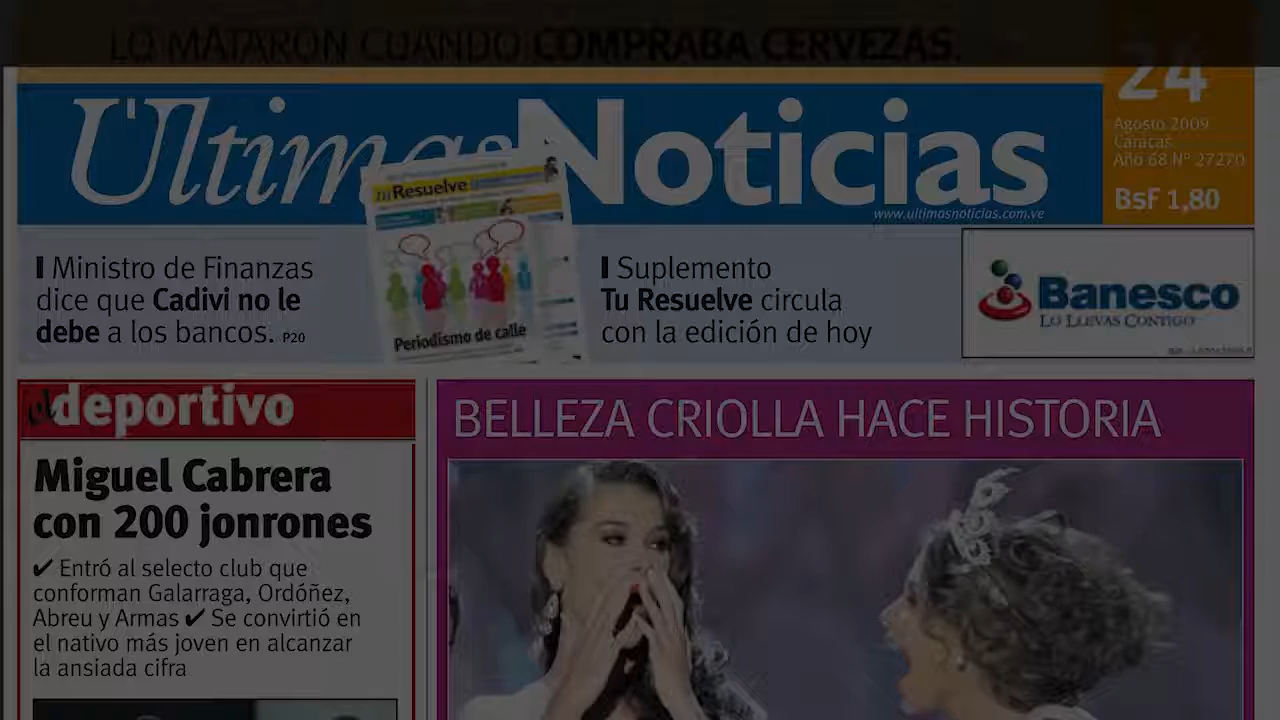 LO MATARON CUANDO COMPRABA CERVEZAS.
Últimas Noticias
24
Agosto 2009
Caracas
Año 68 Nº 27270
BsF 1,80
www.ultimasnoticias.com.ve
I Ministro de Finanzas
dice que Cadivi no le
debe a los bancos. P20
tuResuelve
Periodismo de calle
I Suplemento
Tu Resuelve circula
con la edición de hoy
Banesco
LO LLEVAS CONTIGO
deportivo
Miguel Cabrera
con 200 jonrones
✔ Entró al selecto club que
conforman Galarraga, Ordóñez,
Abreu y Armas ✔ Se convirtió en
el nativo más joven en alcanzar
la ansiada cifra
BELLEZA CRIOLLA HACE HISTORIA